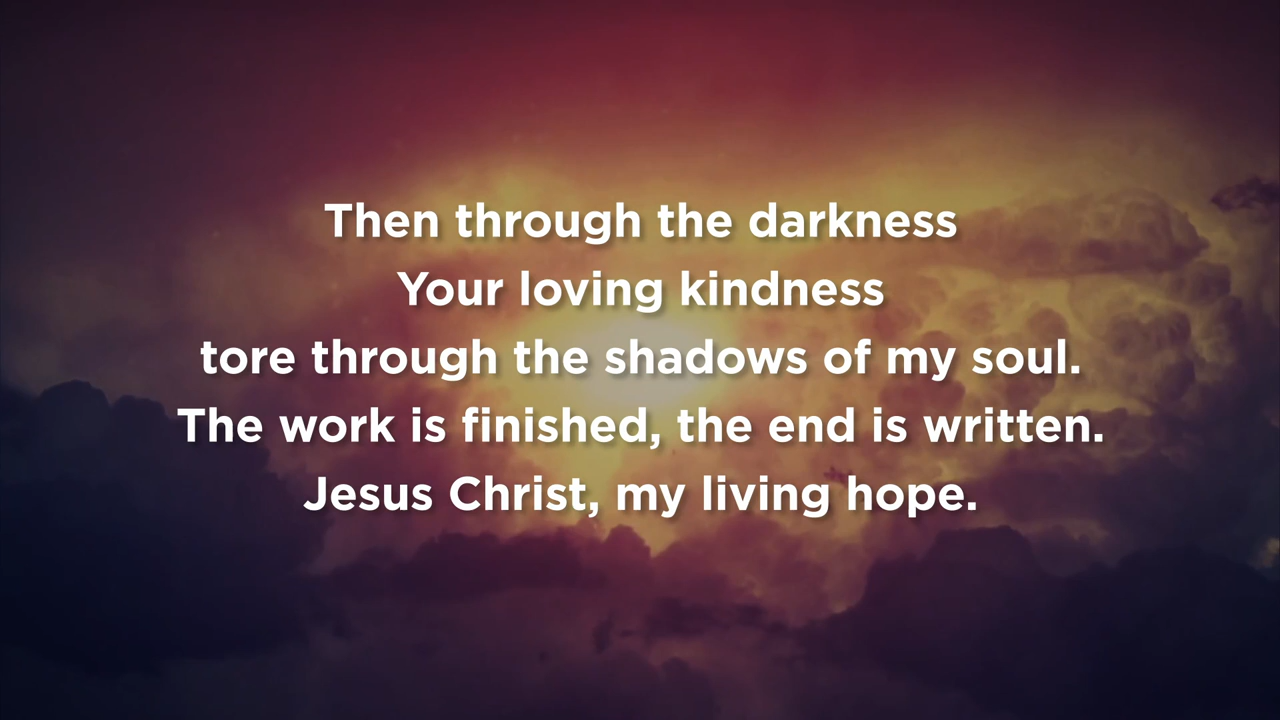 Then through the darkness
Your loving kindness
tore through the shadows of my soul.
The work is finished, the end is written.
Jesus Christ, my living hope.